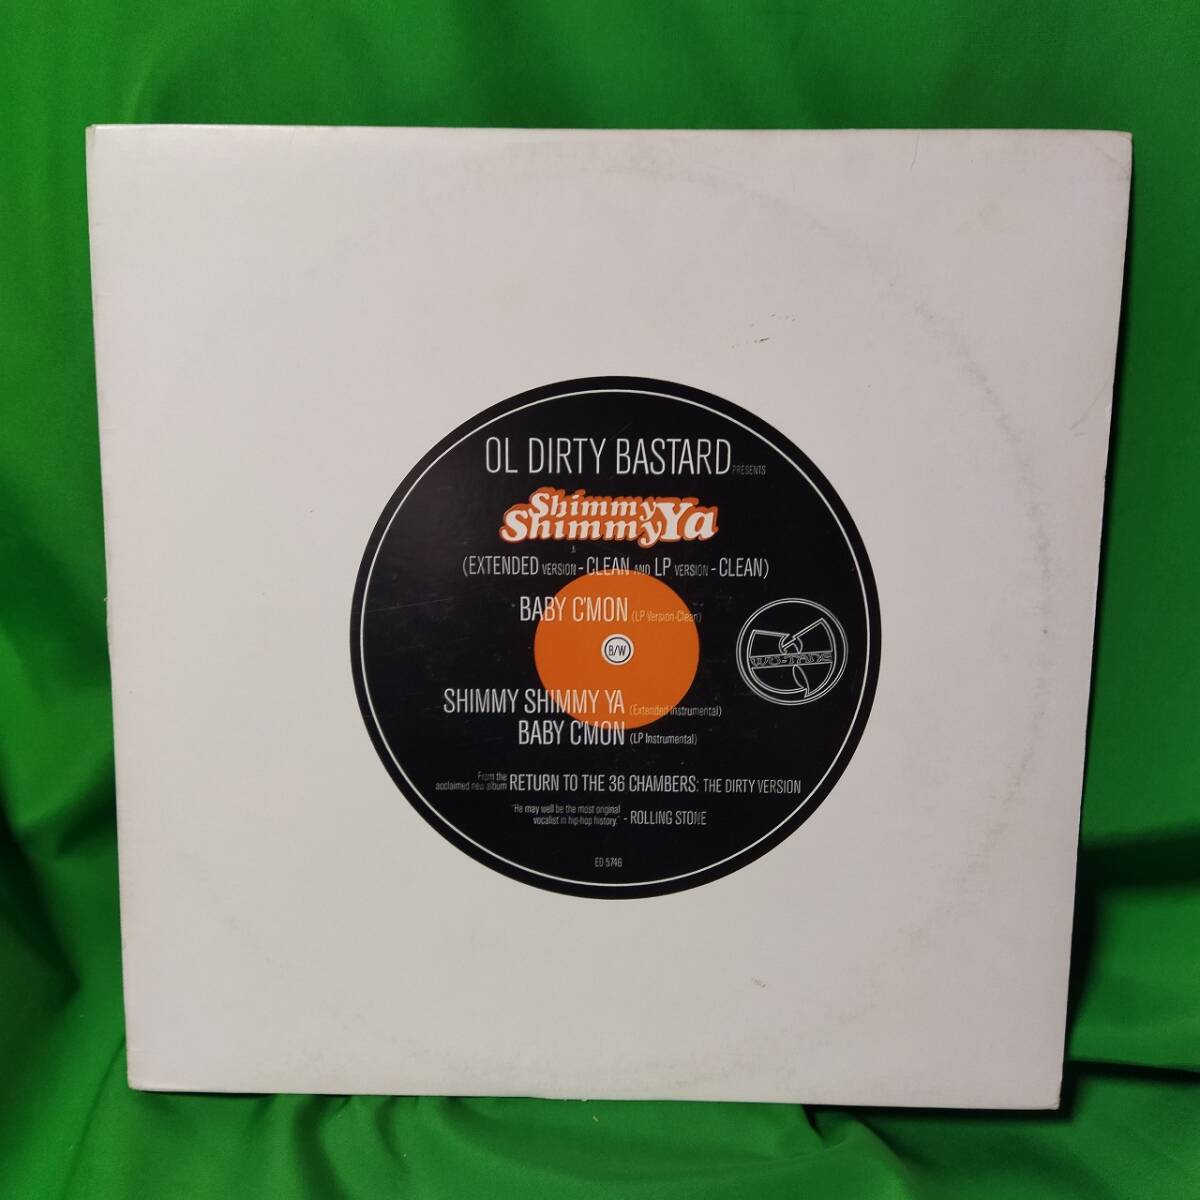 OL DIRTY BASTARD PRESENTS
Shimmy
Shimmy Ya
(EXTENDED VERSION - CLEAN AND LP VERSION - CLEAN)
BABY C'MON (LP Version-Clean)
B/W
SHIMMY SHIMMY YA (Extended Instrumental)
BABY C'MON (LP Instrumental)
From the
acclaimed new album RETURN TO THE 36 CHAMBERS: THE DIRTY VERSION
"He may well be the most original
vocalist in hip-hop history." - ROLLING STONE
ED 5746